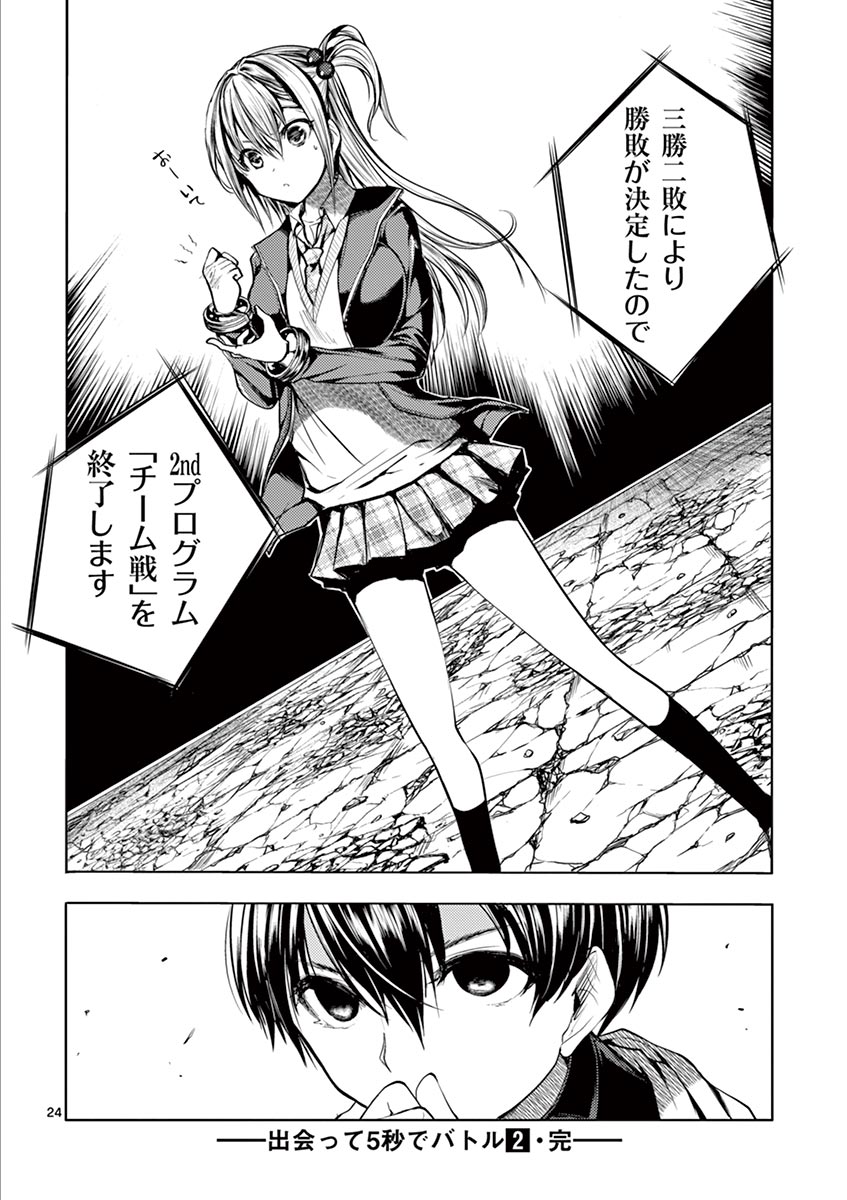 三勝二敗により
勝敗が決定したので
おーいて
2ndプログラム
「チーム戦」を
終了します
24
出会って5秒でバトル2・完